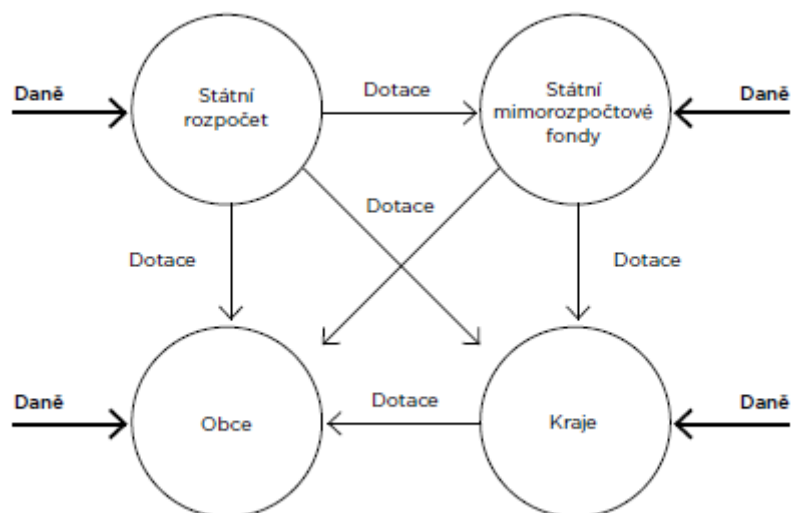 Daně
Státní
rozpočet
Dotace
Státní
mimorozpočtové
fondy
Daně
Dotace
Dotace
Dotace
Daně
Obce
Dotace
Kraje
Daně